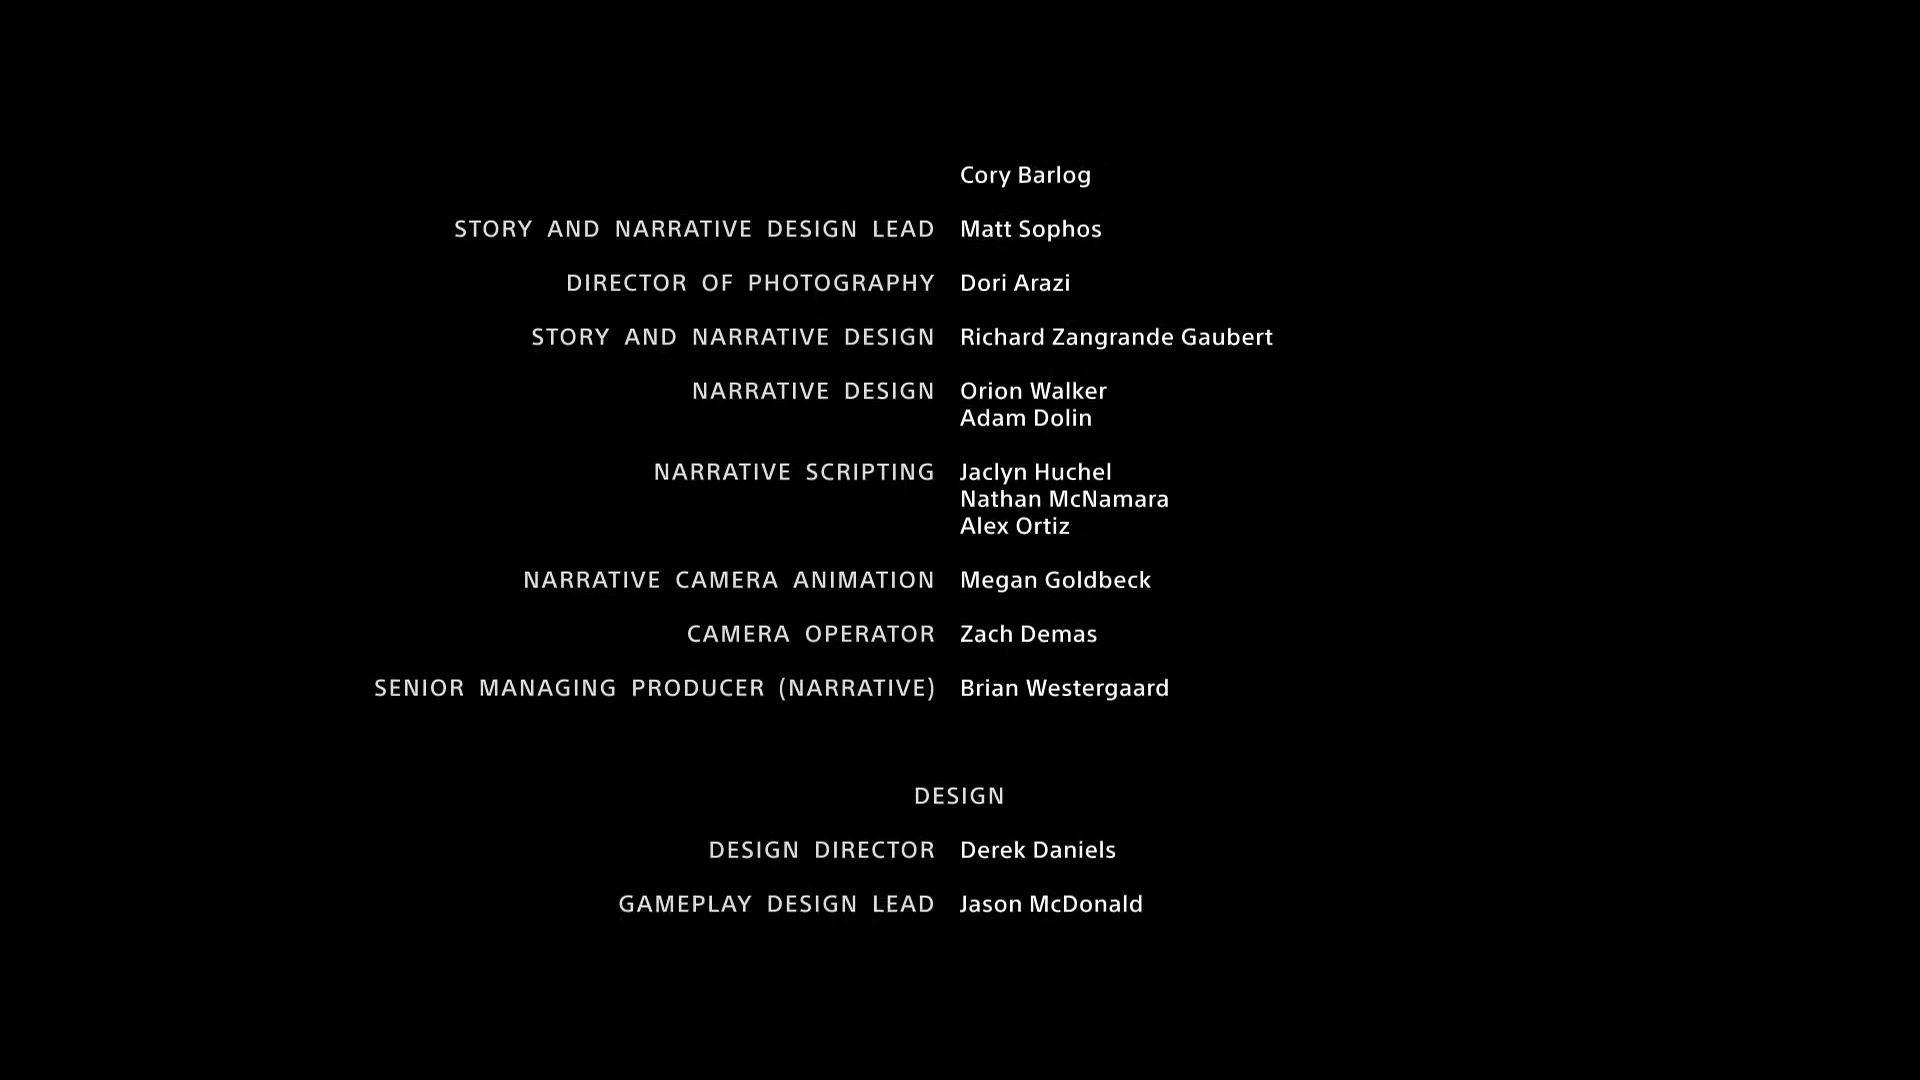 Cory Barlog
STORY AND NARRATIVE DESIGN LEAD Matt Sophos
DIRECTOR OF PHOTOGRAPHY Dori Arazi
STORY AND NARRATIVE DESIGN Richard Zangrande Gaubert
NARRATIVE DESIGN Orion Walker
Adam Dolin
NARRATIVE SCRIPTING Jaclyn Huchel
Nathan McNamara
Alex Ortiz
NARRATIVE CAMERA ANIMATION Megan Goldbeck
CAMERA OPERATOR Zach Demas
SENIOR MANAGING PRODUCER (NARRATIVE) Brian Westergaard
DESIGN
DESIGN DIRECTOR Derek Daniels
GAMEPLAY DESIGN LEAD Jason McDonald